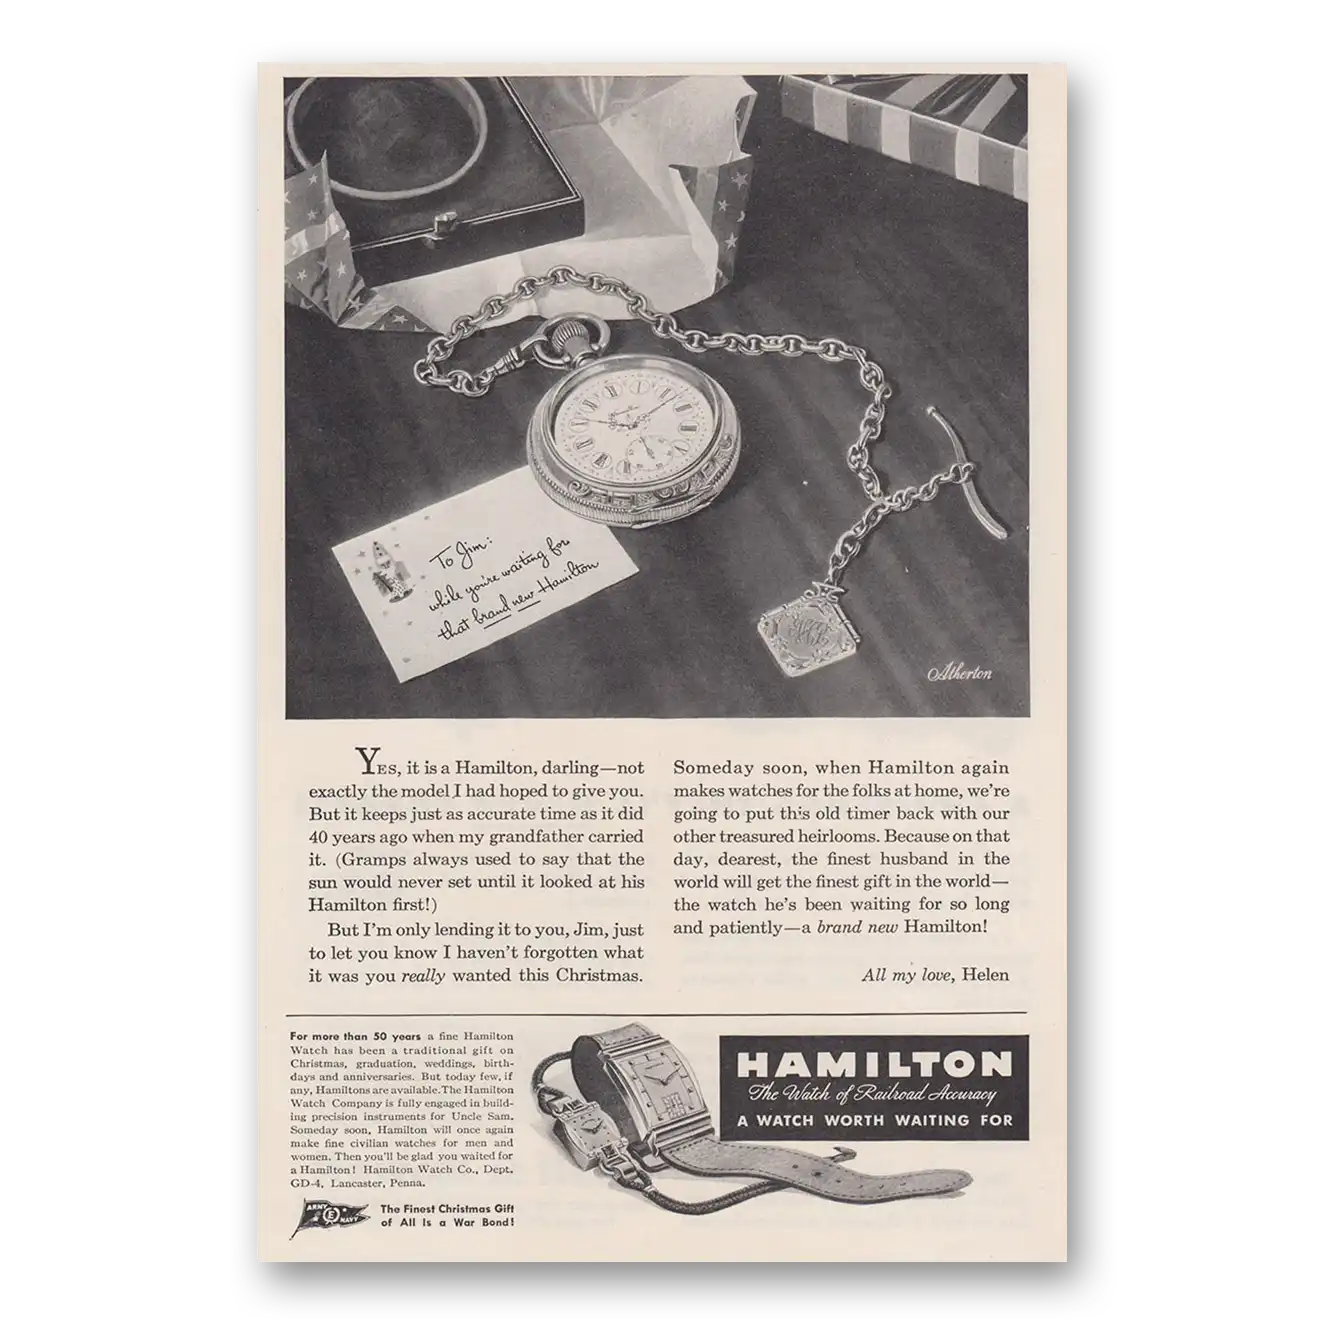 To Jim:
while you're waiting for
that brand new Hamilton
Atherton
YES, it is a Hamilton, darling—not
exactly the model I had hoped to give you.
But it keeps just as accurate time as it did
40 years ago when my grandfather carried
it. (Gramps always used to say that the
sun would never set until it looked at his
Hamilton first!)
But I'm only lending it to you, Jim, just
to let you know I haven't forgotten what
it was you really wanted this Christmas.
Someday soon, when Hamilton again
makes watches for the folks at home, we're
going to put this old timer back with our
other treasured heirlooms. Because on that
day, dearest, the finest husband in the
world will get the finest gift in the world—
the watch he's been waiting for so long
and patiently—a brand new Hamilton!
All my love, Helen
For more than 50 years a fine Hamilton
Watch has been a traditional gift on
Christmas, graduation, weddings, birth-
days and anniversaries. But today few, if
any, Hamiltons are available. The Hamilton
Watch Company is fully engaged in build-
ing precision instruments for Uncle Sam.
Someday soon, Hamilton will once again
make fine civilian watches for men and
women. Then you'll be glad you waited for
a Hamilton! Hamilton Watch Co., Dept.
GD-4, Lancaster, Penna.
ARMY E NAVY
The Finest Christmas Gift
of All Is a War Bond!
HAMILTON
The Watch of Railroad Accuracy
A WATCH WORTH WAITING FOR